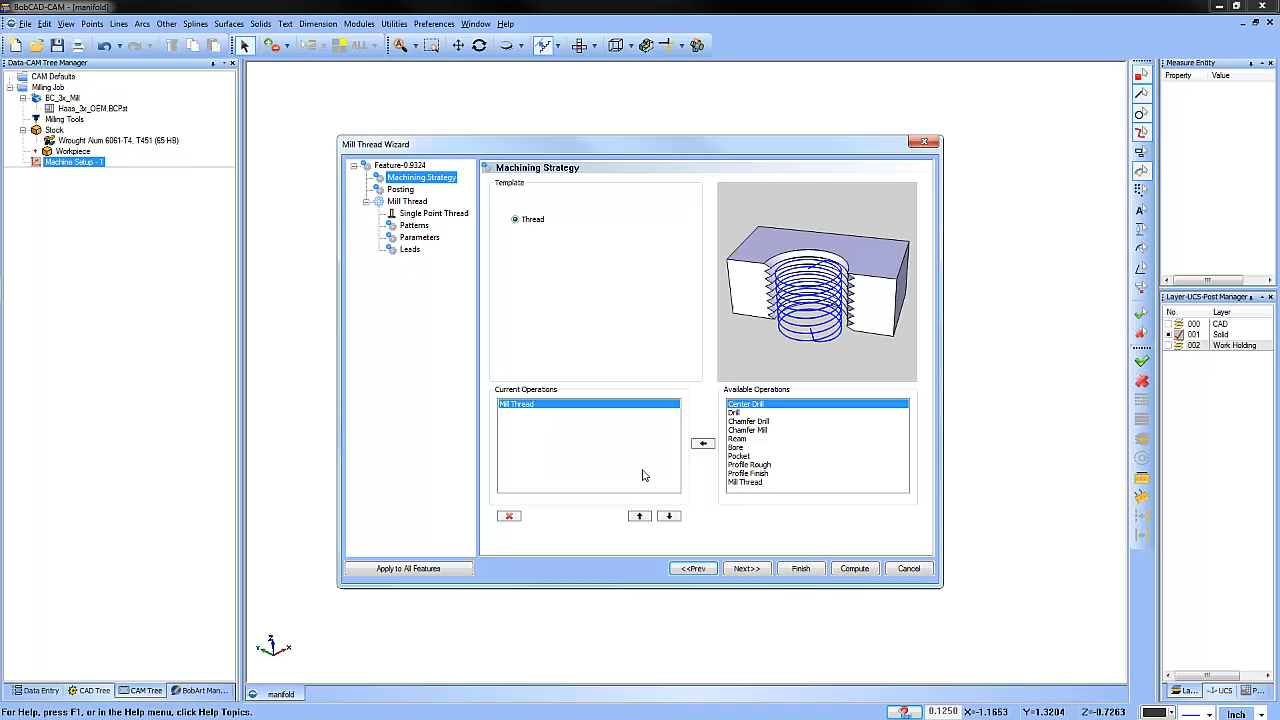 BobCAD-CAM - [manifold]
File Edit View Points Lines Arcs Other Splines Surfaces Solids Text Dimension Modules Utilities Preferences Window Help
ALL
Data-CAM Tree Manager
CAM Defaults
Milling Job
BC_3x_Mill
Haas_3x_OEM.BCPst
Milling Tools
Stock
Wrought Alum 6061-T4, T451 (65 HB)
Workpiece
Machine Setup - 1
Mill Thread Wizard
Feature-0.9324
Machining Strategy
Posting
Mill Thread
Single Point Thread
Patterns
Parameters
Leads
Machining Strategy
Template
Thread
Current Operations
Mill Thread
Available Operations
Center Drill
Drill
Chamfer Drill
Chamfer Mill
Ream
Bore
Pocket
Profile Rough
Profile Finish
Mill Thread
Apply to All Features
<<Prev Next>> Finish Compute Cancel
Measure Entity
Property Value
Layer-UCS-Post Manager
No. Layer
000 CAD
001 Solid
002 Work Holding
Z
Y
X
Data Entry CAD Tree CAM Tree BobArt Man...
manifold
La... UCS P...
For Help, press F1, or in the Help menu, click Help Topics.
0.1250 X=-1.1653 Y=1.3204 Z=-0.7263 Inch